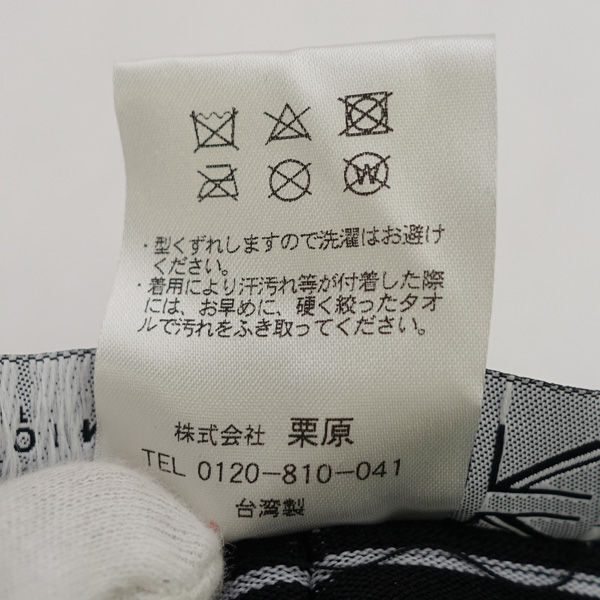 ・型くずれしますので洗濯はお避け
ください。
・着用により汗汚れ等が付着した際
には、お早めに、硬く絞ったタオ
ルで汚れをふき取ってください。
株式会社 栗原
TEL 0120-810-041
台湾製